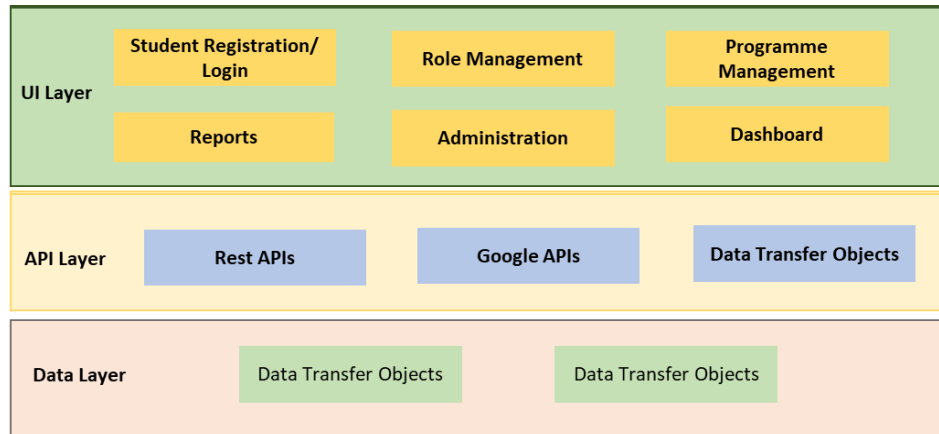 Student Registration/
Login
Role Management
Programme
Management
UI Layer
Reports
Administration
Dashboard
API Layer
Rest APIs
Google APIs
Data Transfer Objects
Data Layer
Data Transfer Objects
Data Transfer Objects